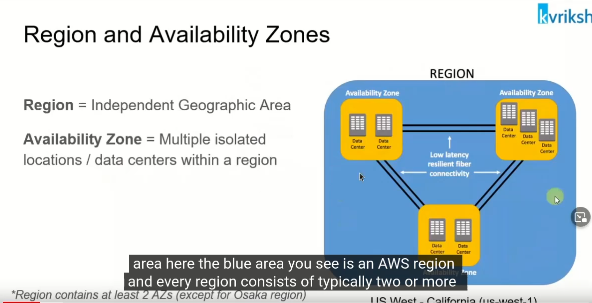 kvriksh
Region and Availability Zones
REGION
Availability Zone
Availability Zone
Region = Independent Geographic Area
Availability Zone = Multiple isolated
locations / data centers within a region
Data
Center
Data
Center
Data
Center
Data
Center
Data
Center
Low latency
resilient fiber
connectivity
Data
Center
Data
Center
area here the blue area you see is an AWS region
and every region consists of typically two or more
*Region contains at least 2 AZs (except for Osaka region)
US West - California (us-west-1)